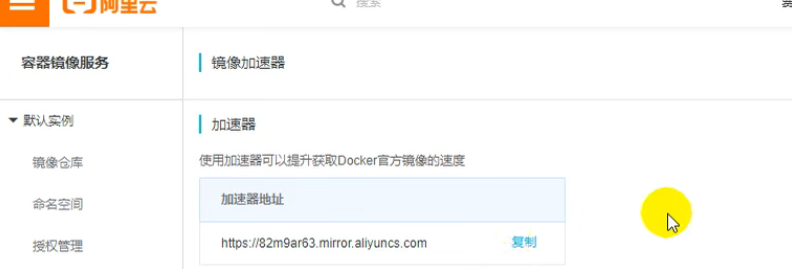 阿里云
搜索
容器镜像服务
镜像加速器
默认实例
加速器
使用加速器可以提升获取Docker官方镜像的速度
镜像仓库
加速器地址
命名空间
https://82m9ar63.mirror.aliyuncs.com 复制
授权管理